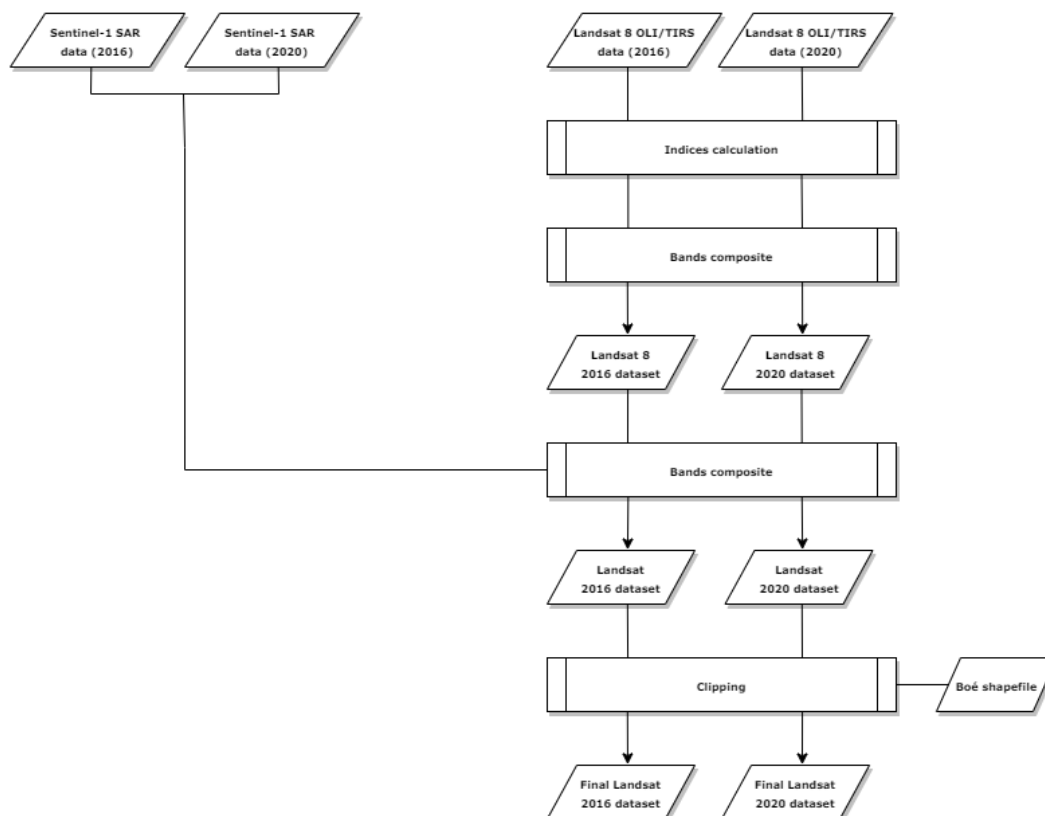 Sentinel-1 SAR
data (2016)
Sentinel-1 SAR
data (2020)
Landsat 8 OLI/TIRS
data (2016)
Landsat 8 OLI/TIRS
data (2020)
Indices calculation
Bands composite
Landsat 8
2016 dataset
Landsat 8
2020 dataset
Bands composite
Landsat
2016 dataset
Landsat
2020 dataset
Clipping
Boé shapefile
Final Landsat
2016 dataset
Final Landsat
2020 dataset